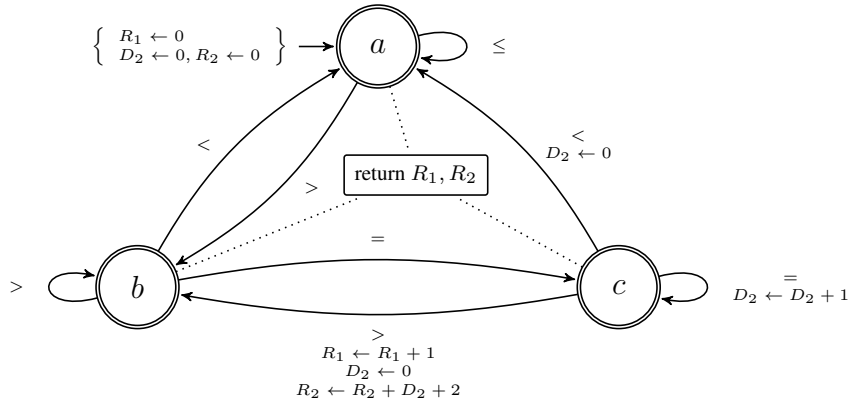 { R₁ ← 0
D₂ ← 0, R₂ ← 0 }
a
≤
<
>
<
D₂ ← 0
return R₁, R₂
=
>
b
c
=
D₂ ← D₂ + 1
>
R₁ ← R₁ + 1
D₂ ← 0
R₂ ← R₂ + D₂ + 2